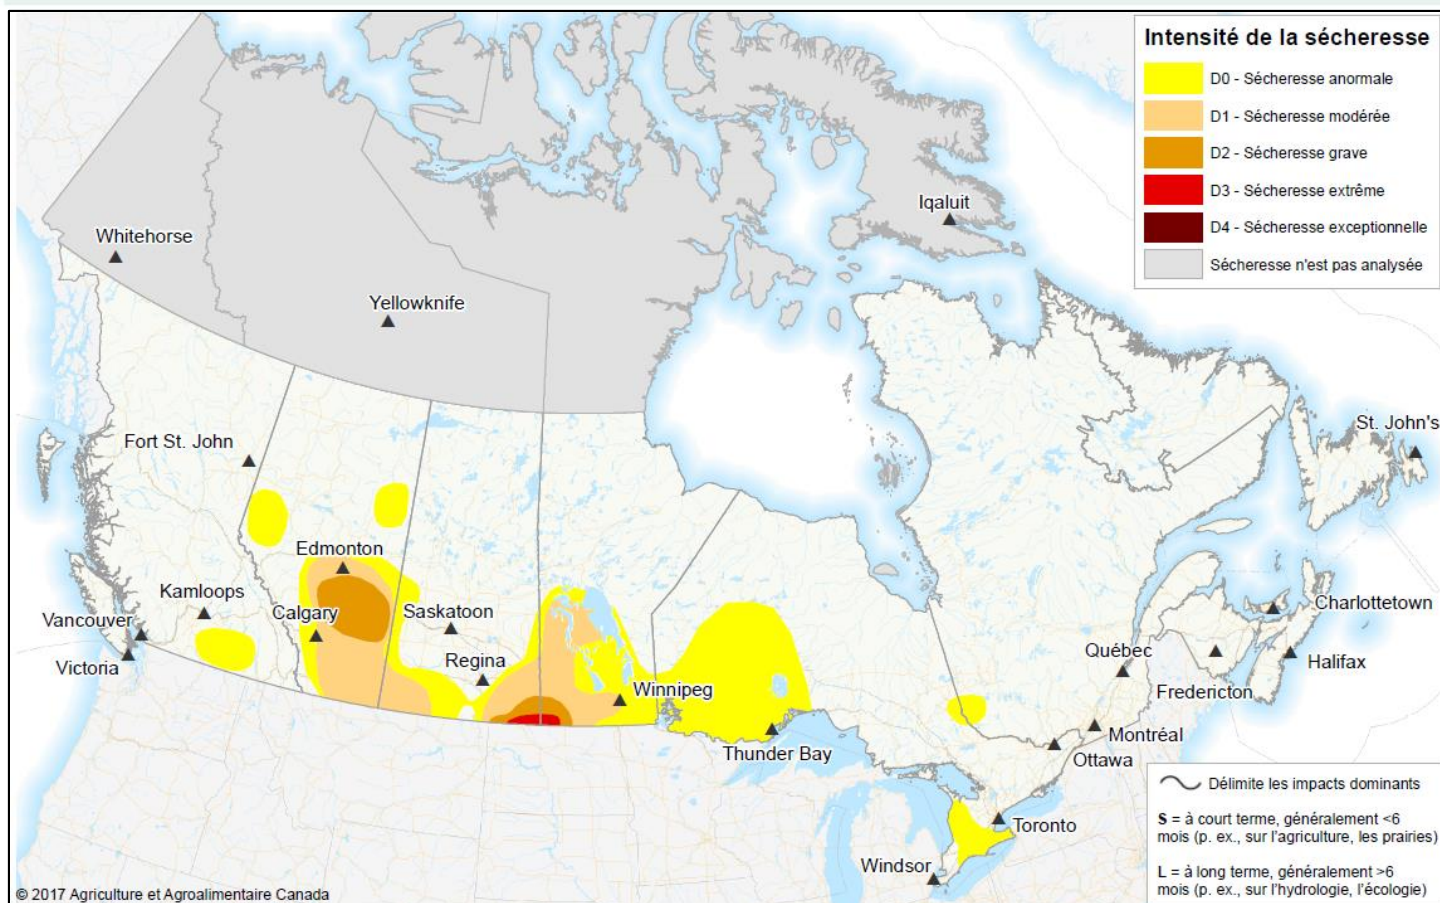 Intensité de la sécheresse
D0 - Sécheresse anormale
D1 - Sécheresse modérée
D2 - Sécheresse grave
D3 - Sécheresse extrême
D4 - Sécheresse exceptionnelle
Sécheresse n'est pas analysée
Iqaluit
Whitehorse
Yellowknife
St. John's
Fort St. John
Edmonton
Kamloops
Calgary
Saskatoon
Vancouver
Charlottetown
Victoria
Regina
Québec
Halifax
Winnipeg
Fredericton
Thunder Bay
Montréal
Ottawa
Toronto
Windsor
Délimite les impacts dominants
S = à court terme, généralement <6
mois (p. ex., sur l'agriculture, les prairies)
L = à long terme, généralement >6
mois (p. ex., sur l'hydrologie, l'écologie)
© 2017 Agriculture et Agroalimentaire Canada